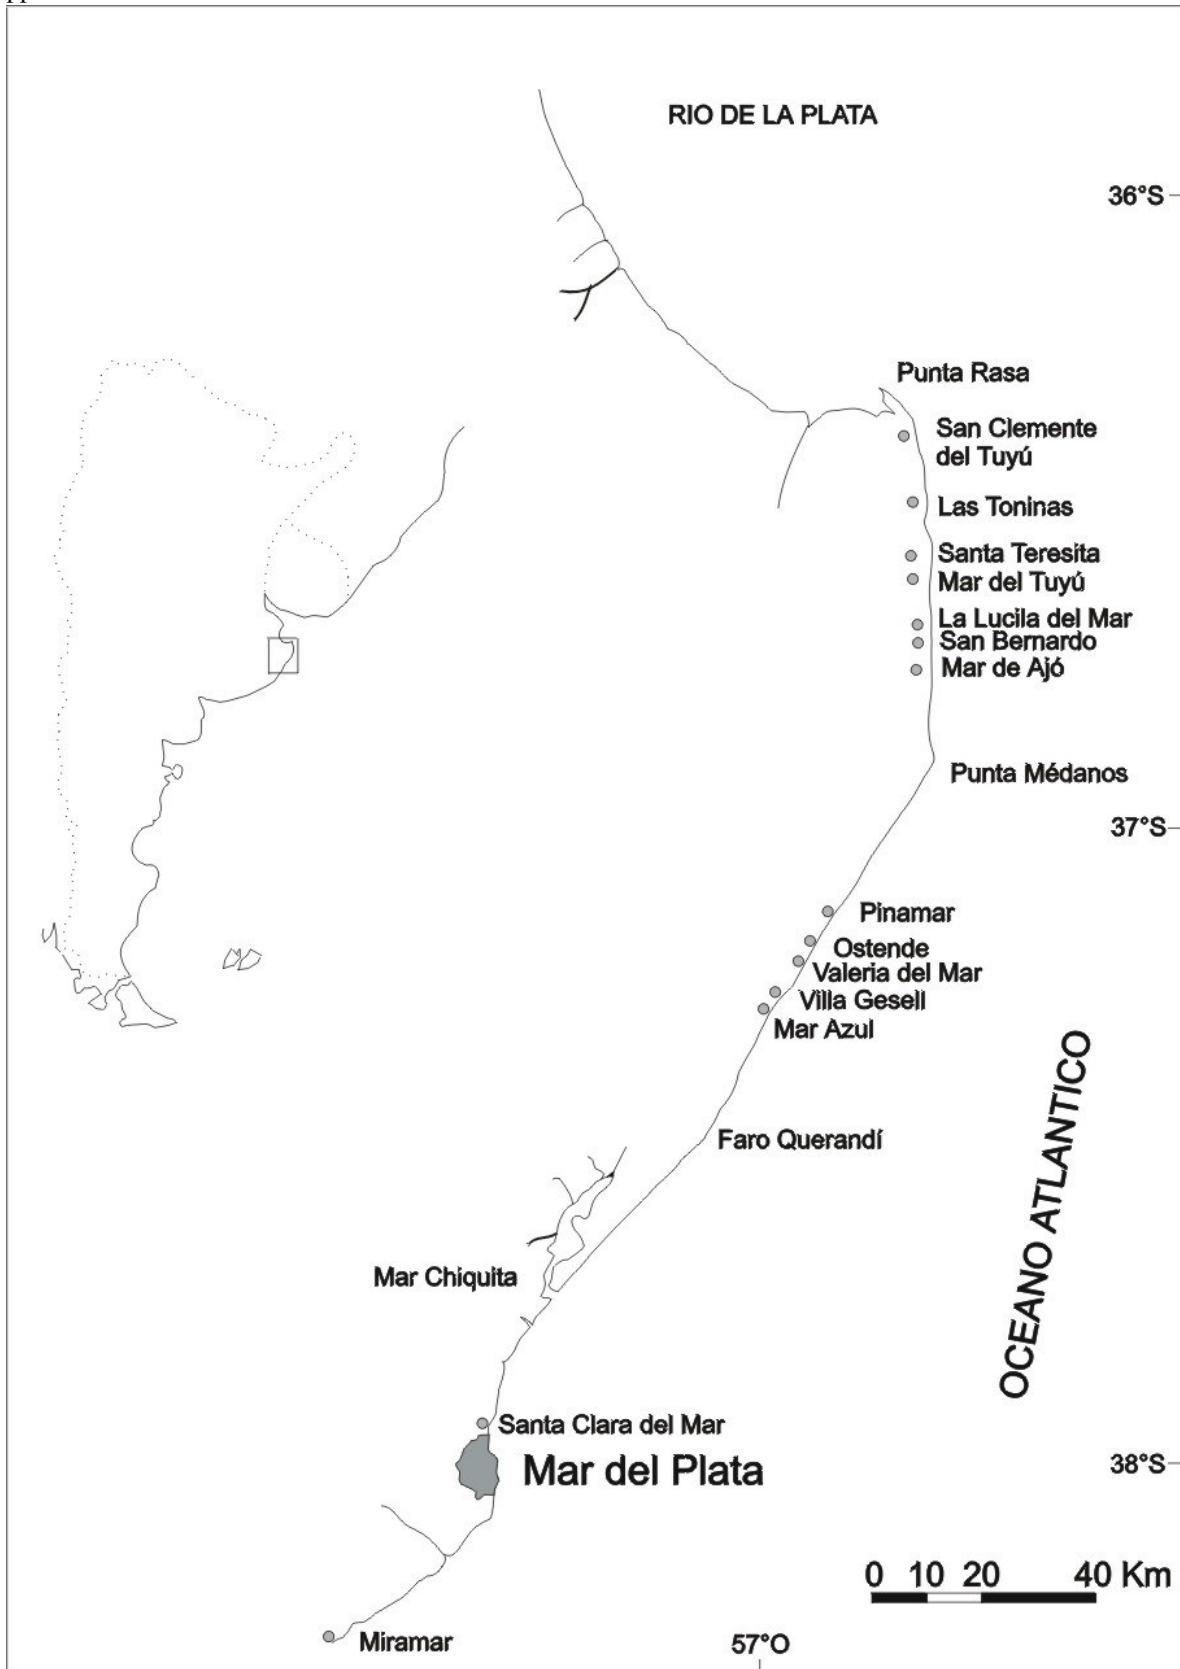 RIO DE LA PLATA
36°S
Punta Rasa
San Clemente
del Tuyú
Las Toninas
Santa Teresita
Mar del Tuyú
La Lucila del Mar
San Bernardo
Mar de Ajó
Punta Médanos
37°S
Pinamar
Ostende
Valeria del Mar
Villa Gesell
Mar Azul
Faro Querandí
OCEANO ATLANTICO
Mar Chiquita
Santa Clara del Mar
Mar del Plata
38°S
0 10 20 40 Km
Miramar
57°O